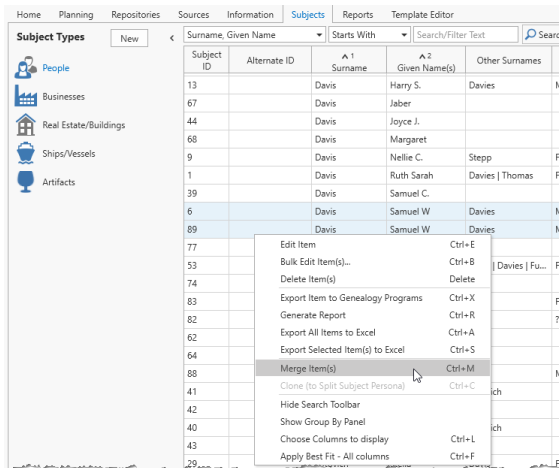 Home Planning Repositories Sources Information Subjects Reports Template Editor
Subject Types New
Surname, Given Name Starts With Search/Filter Text
People
Businesses
Real Estate/Buildings
Ships/Vessels
Artifacts
Subject ID Alternate ID 1 Surname 2 Given Name(s) Other Surnames
13 Davis Harry S. Davies
67 Davis Jaber
44 Davis Joyce J.
68 Davis Margaret
9 Davis Nellie C. Stepp
1 Davis Ruth Sarah Davies | Thomas
39 Davis Samuel C.
6 Davis Samuel W Davies
89 Davis Samuel W Davies
77
53 | Davies | Fu...
74
83
82 ?
62
64
88
41
42
40
43
29
Edit Item Ctrl+E
Bulk Edit Item(s)... Ctrl+B
Delete Item(s) Delete
Export Item to Genealogy Programs Ctrl+X
Generate Report Ctrl+R
Export All Items to Excel Ctrl+A
Export Selected Item(s) to Excel Ctrl+S
Merge Item(s) Ctrl+M
Clone (to Split Subject Persona) Ctrl+C
Hide Search Toolbar
Show Group By Panel
Choose Columns to display Ctrl+L
Apply Best Fit - All columns Ctrl+F